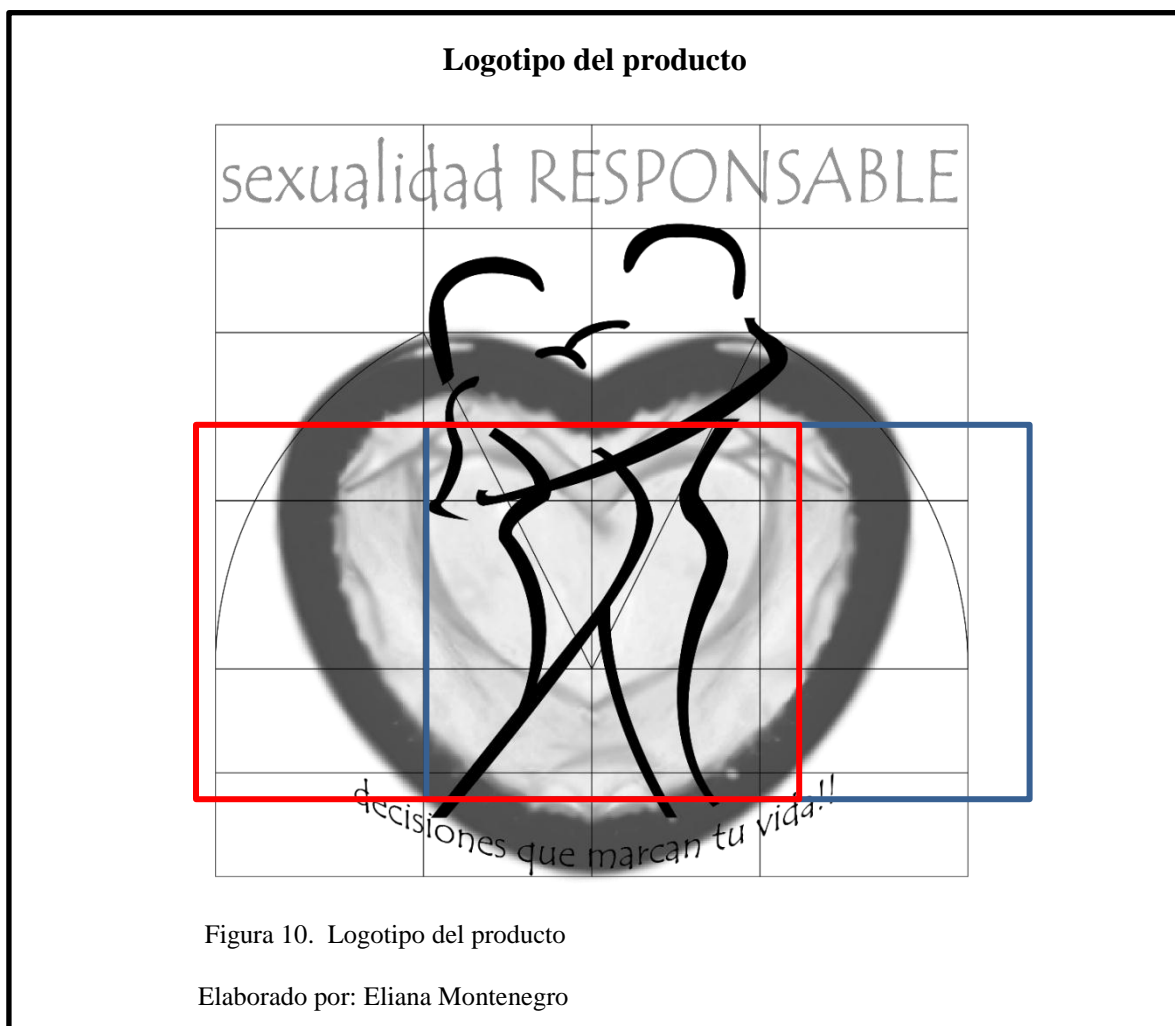 Logotipo del producto
sexualidad RESPONSABLE
decisiones que marcan tu vida!!
Figura 10. Logotipo del producto
Elaborado por: Eliana Montenegro